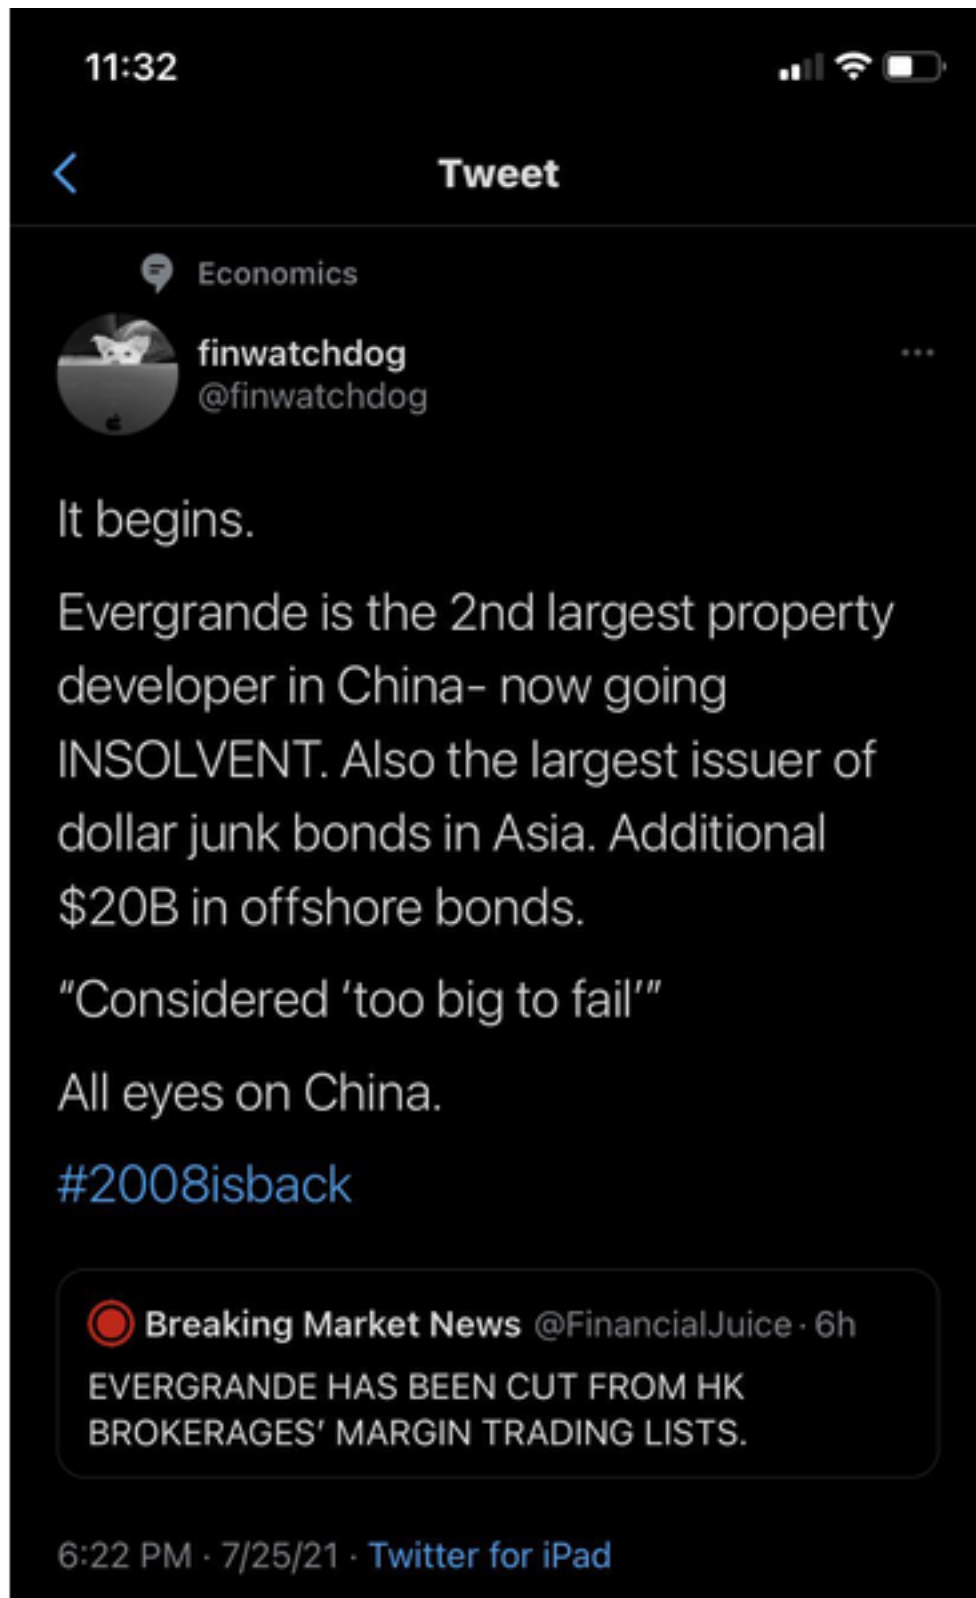 11:32
Tweet
Economics
finwatchdog
@finwatchdog
It begins.
Evergrande is the 2nd largest property
developer in China- now going
INSOLVENT. Also the largest issuer of
dollar junk bonds in Asia. Additional
$20B in offshore bonds.
“Considered ‘too big to fail’”
All eyes on China.
#2008isback
Breaking Market News @FinancialJuice · 6h
EVERGRANDE HAS BEEN CUT FROM HK
BROKERAGES’ MARGIN TRADING LISTS.
6:22 PM · 7/25/21 · Twitter for iPad